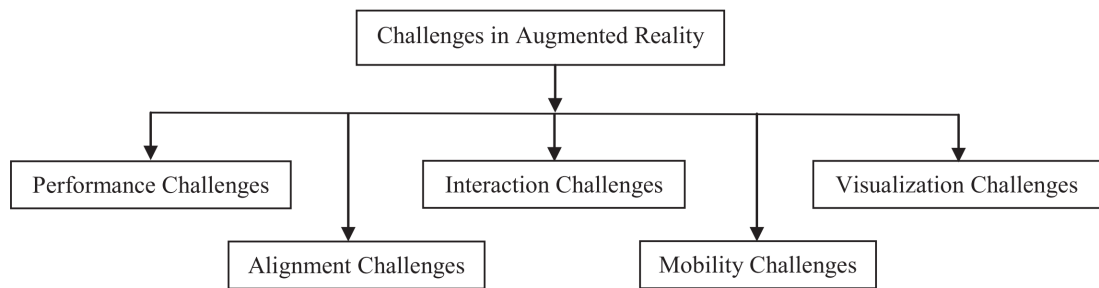 Challenges in Augmented Reality
Performance Challenges
Interaction Challenges
Visualization Challenges
Alignment Challenges
Mobility Challenges